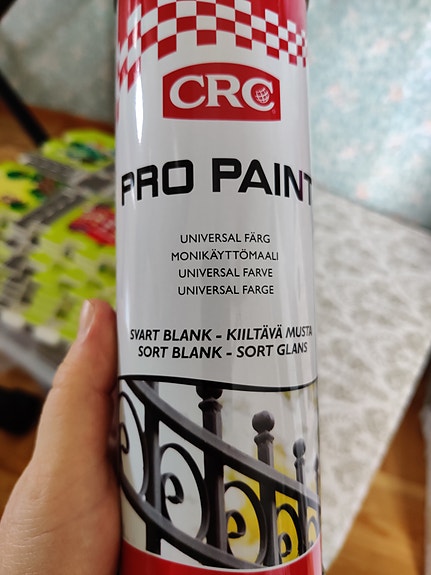 CRC
PRO PAINT
UNIVERSAL FÄRG
MONIKÄYTTÖMAALI
UNIVERSAL FARVE
UNIVERSAL FARGE
SVART BLANK - KIILTÄVÄ MUSTA
SORT BLANK - SORT GLANS